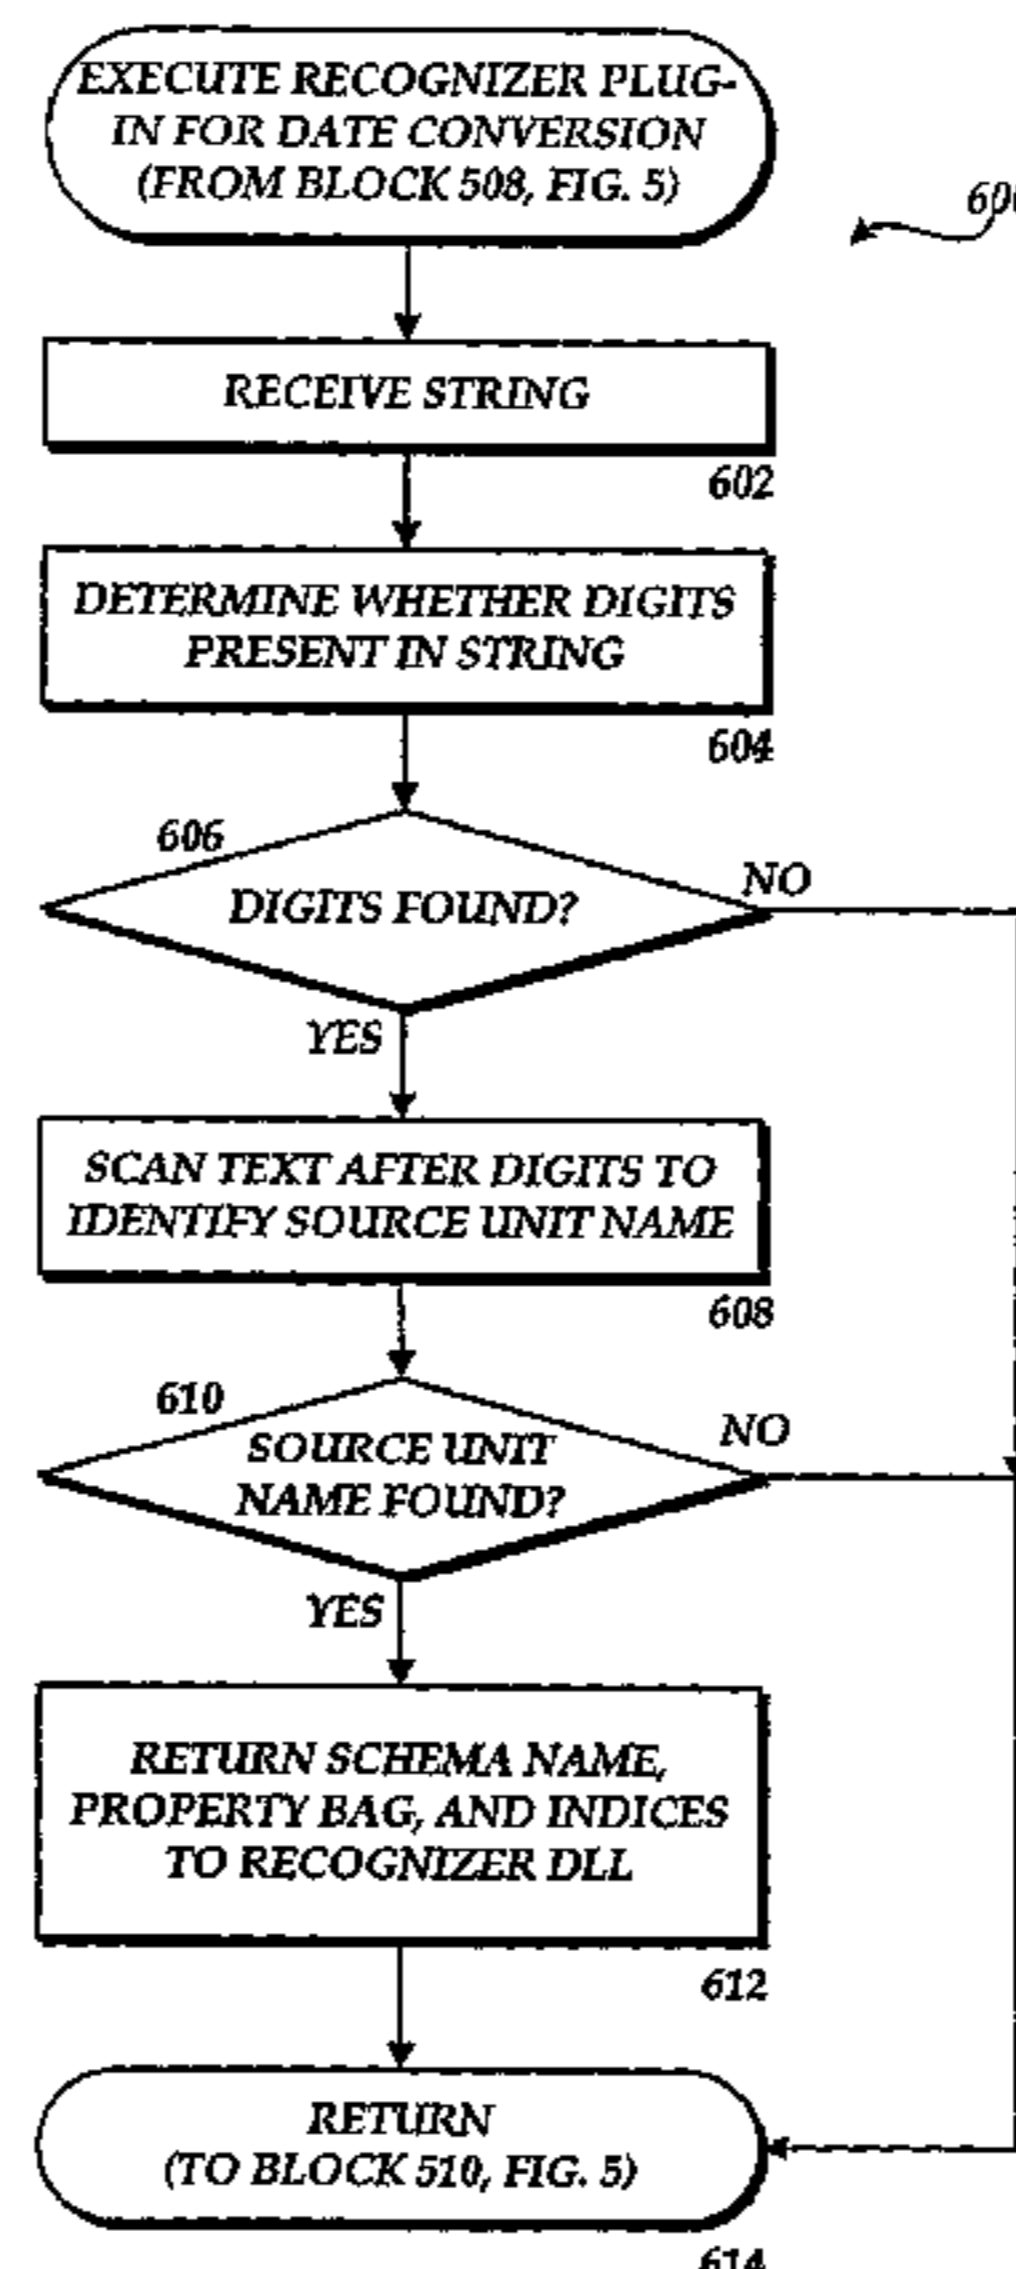 EXECUTE RECOGNIZER PLUG-
IN FOR DATE CONVERSION
(FROM BLOCK 508, FIG. 5)
RECEIVE STRING
602
DETERMINE WHETHER DIGITS
PRESENT IN STRING
604
606
DIGITS FOUND?
NO
YES
SCAN TEXT AFTER DIGITS TO
IDENTIFY SOURCE UNIT NAME
608
610
SOURCE UNIT
NAME FOUND?
NO
YES
RETURN SCHEMA NAME,
PROPERTY BAG, AND INDICES
TO RECOGNIZER DLL
612
RETURN
(TO BLOCK 510, FIG. 5)
614